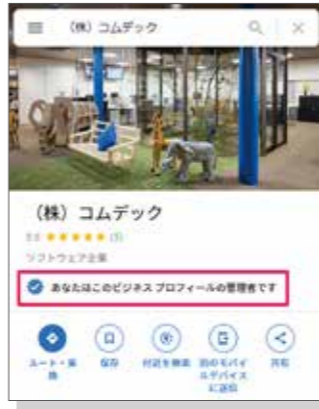 （株）コムデック
（株）コムデック
5.0 ★★★★★ (5)
ソフトウェア企業
あなたはこのビジネス プロフィールの管理者です
ルート・乗
換
保存
付近を検索
別のモバイ
ルデバイス
に送信
共有